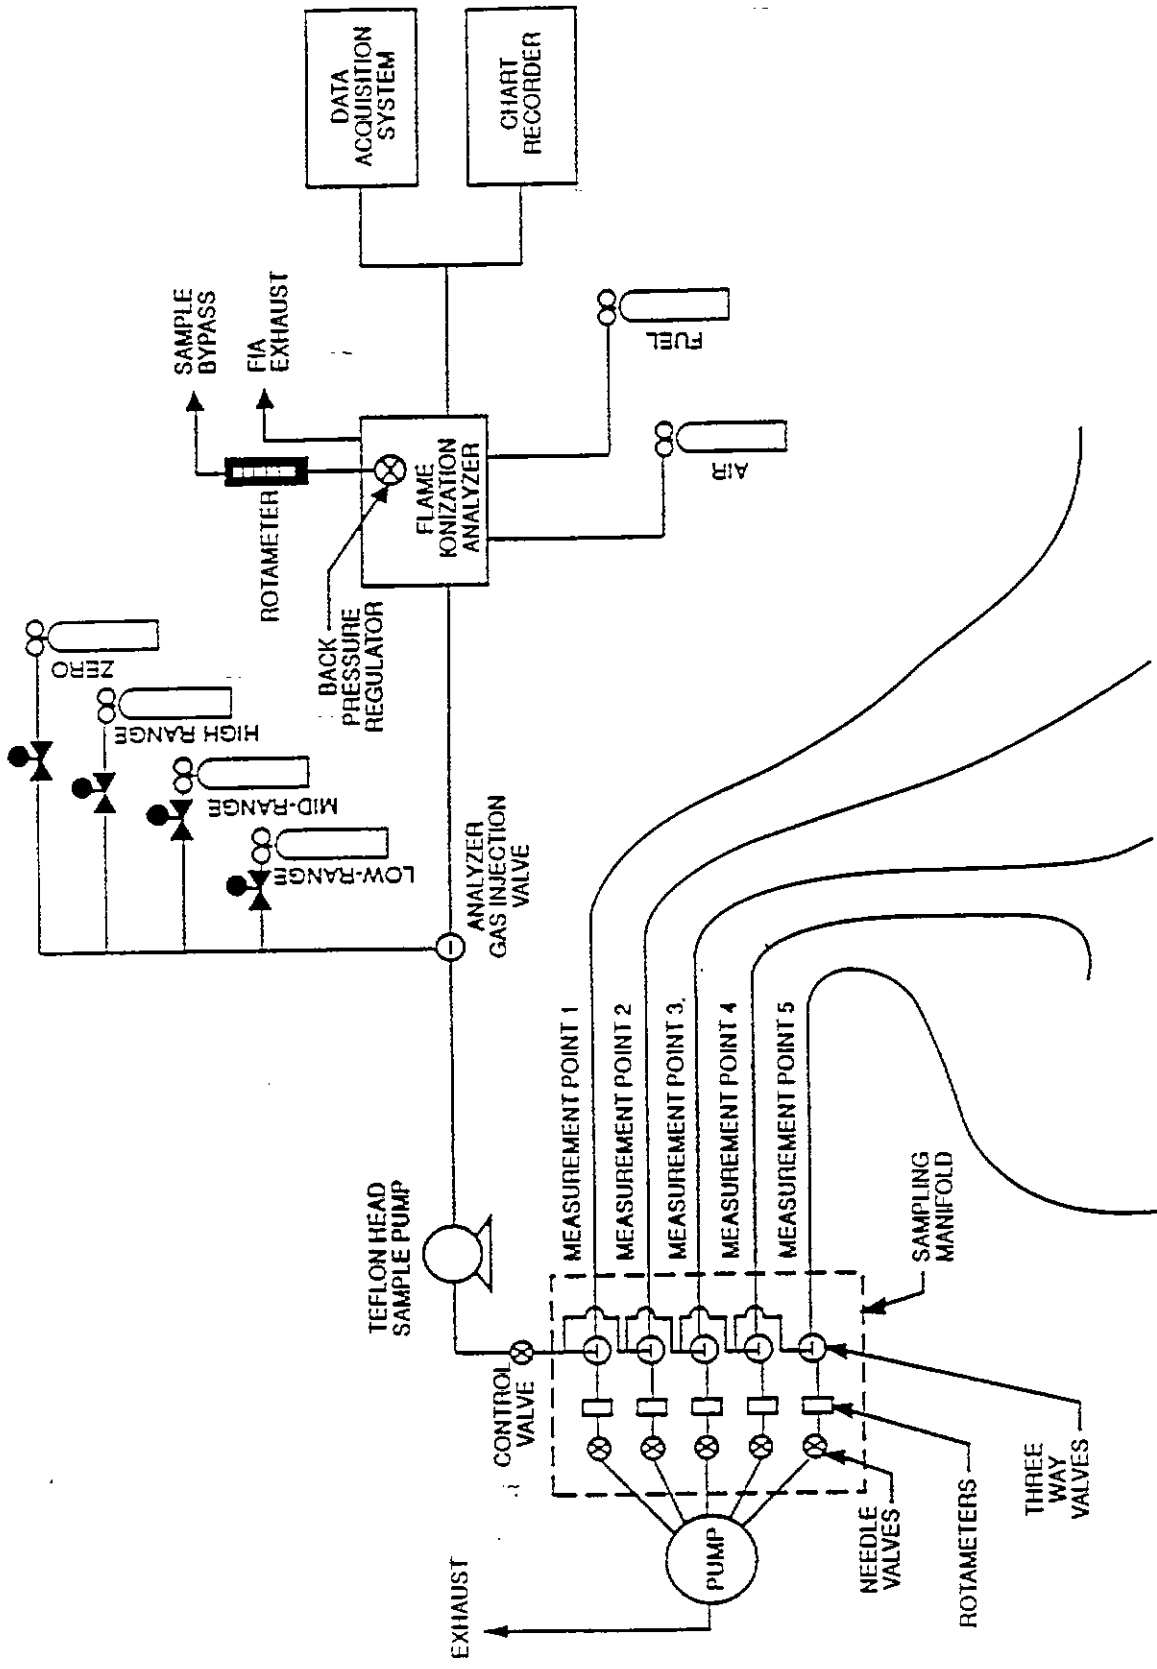 DATA
ACQUISITION
SYSTEM
CHART
RECORDER
SAMPLE
BYPASS
FIA
EXHAUST
ROTAMETER
FLAME
IONIZATION
ANALYZER
BACK
PRESSURE
REGULATOR
FUEL
AIR
ZERO
HIGH RANGE
MID-RANGE
LOW-RANGE
ANALYZER
GAS INJECTION
VALVE
TEFLON HEAD
SAMPLE PUMP
MEASUREMENT POINT 1
MEASUREMENT POINT 2
MEASUREMENT POINT 3
MEASUREMENT POINT 4
MEASUREMENT POINT 5
SAMPLING
MANIFOLD
CONTROL
VALVE
EXHAUST
PUMP
NEEDLE
VALVES
ROTAMETERS
THREE
WAY
VALVES